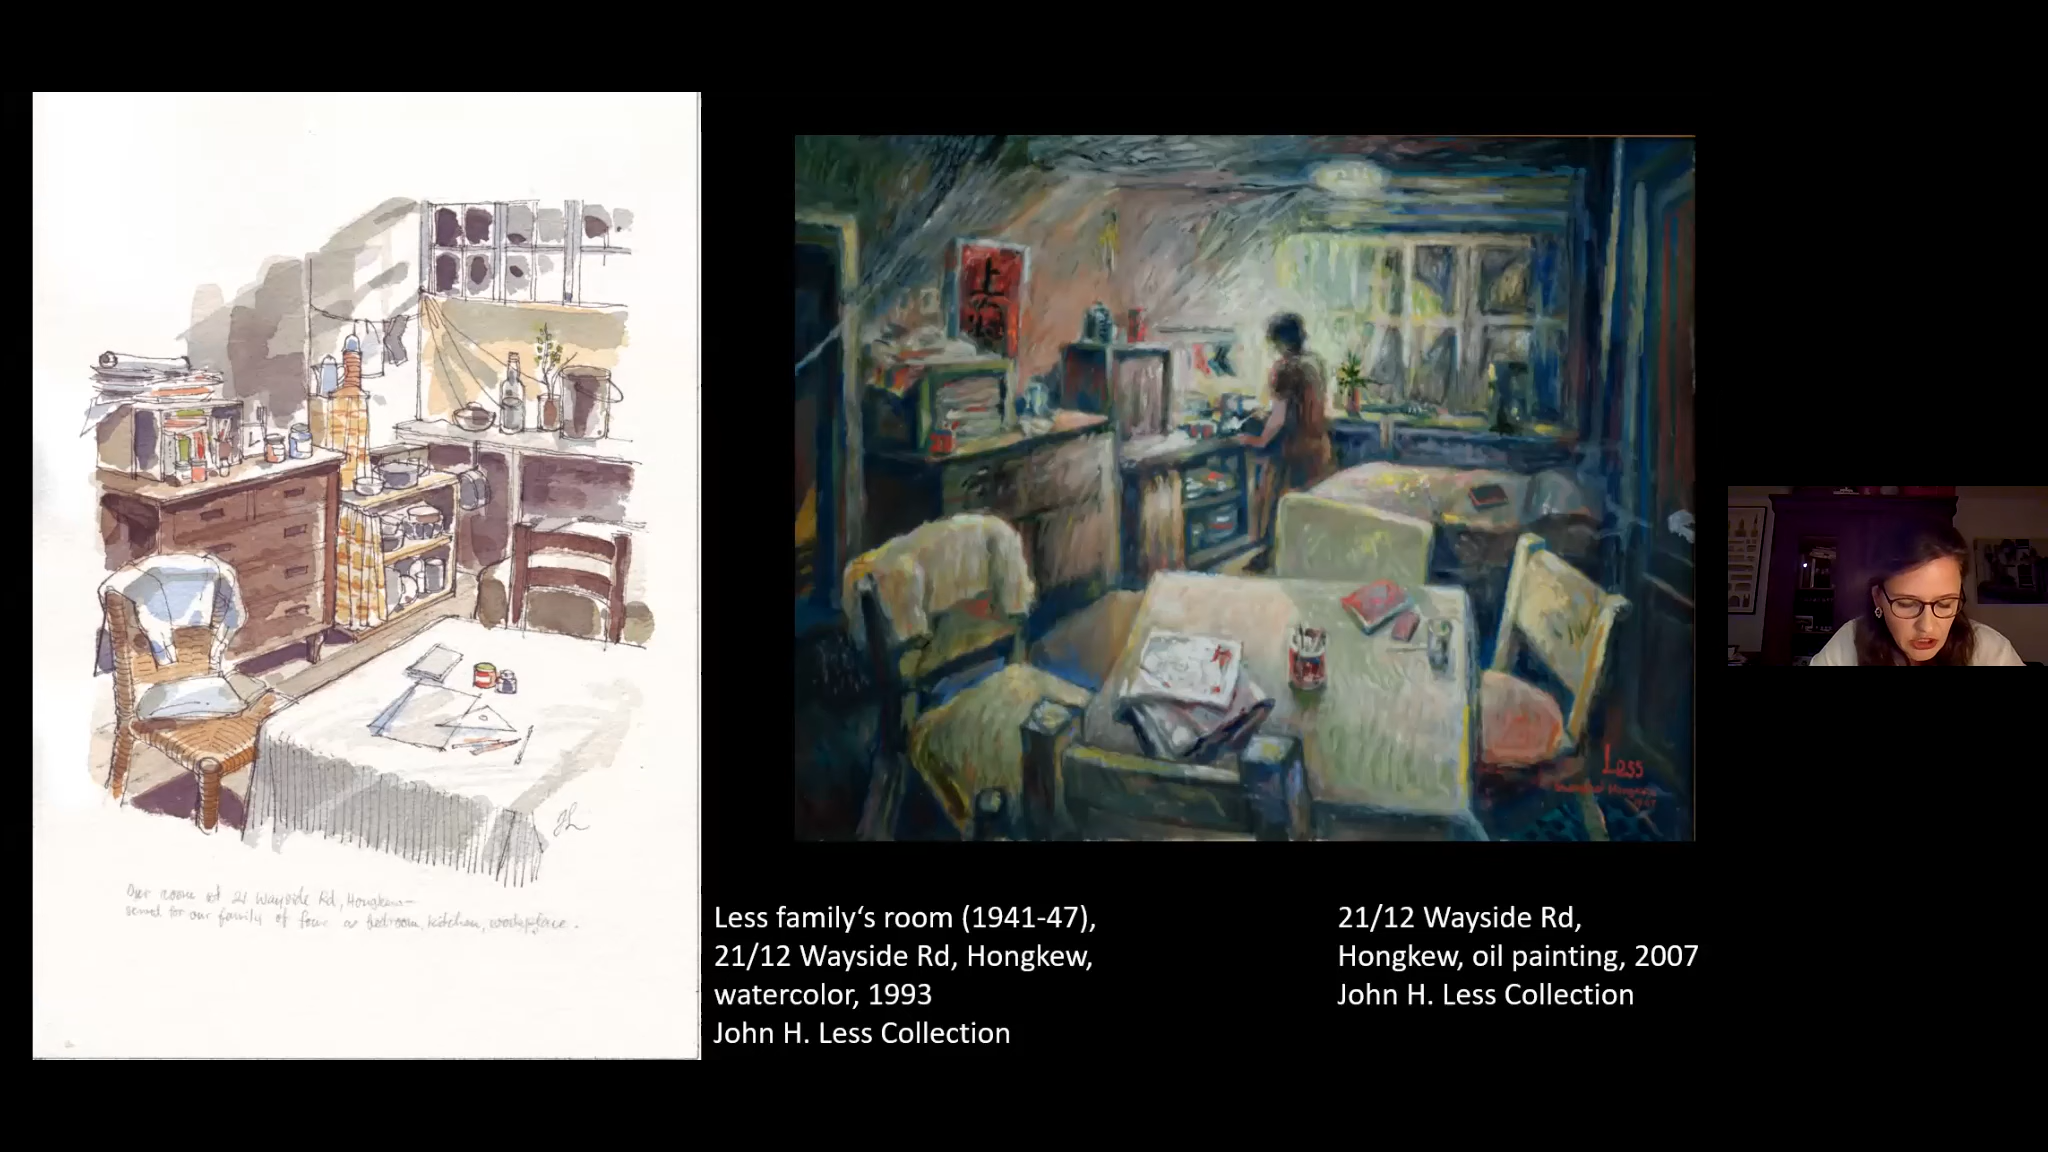 Our room at 21 Wayside Rd, Hongkew—
served for our family of four as bedroom, kitchen, workplace.
JL
上
Less
Less family‘s room (1941-47),
21/12 Wayside Rd, Hongkew,
watercolor, 1993
John H. Less Collection
21/12 Wayside Rd,
Hongkew, oil painting, 2007
John H. Less Collection